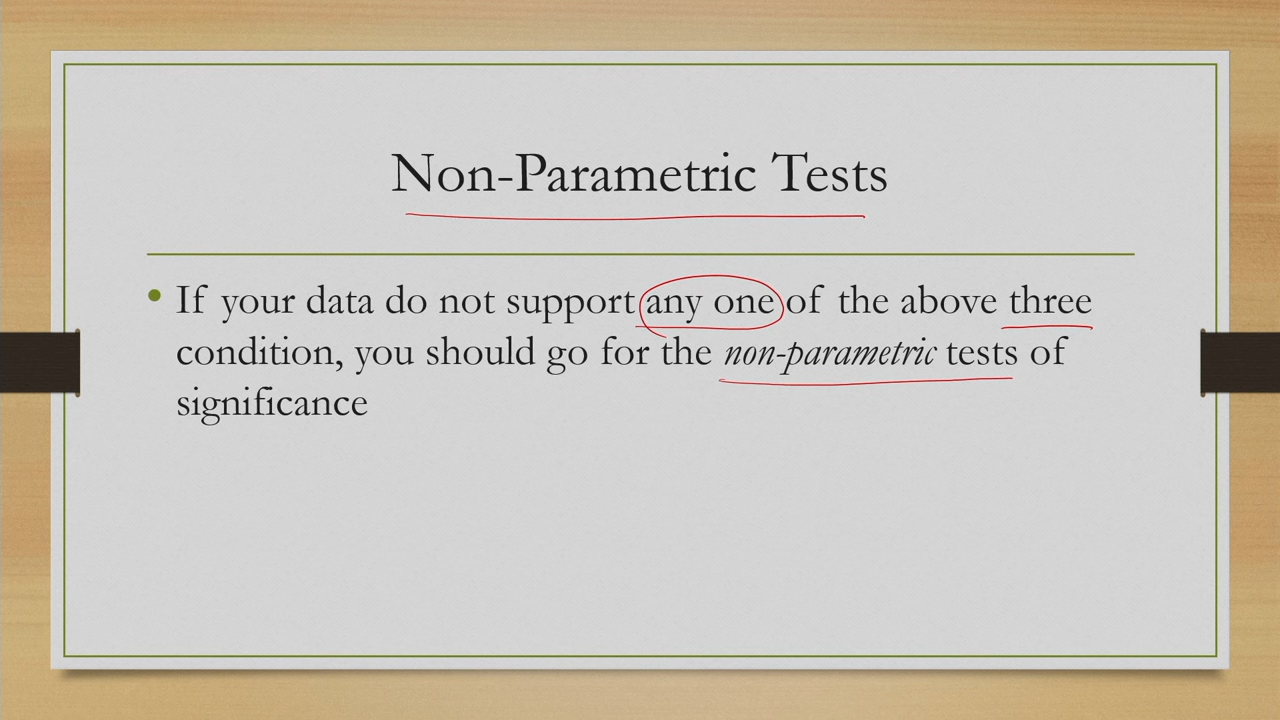 Non-Parametric Tests
• If your data do not support any one of the above three
condition, you should go for the non-parametric tests of
significance